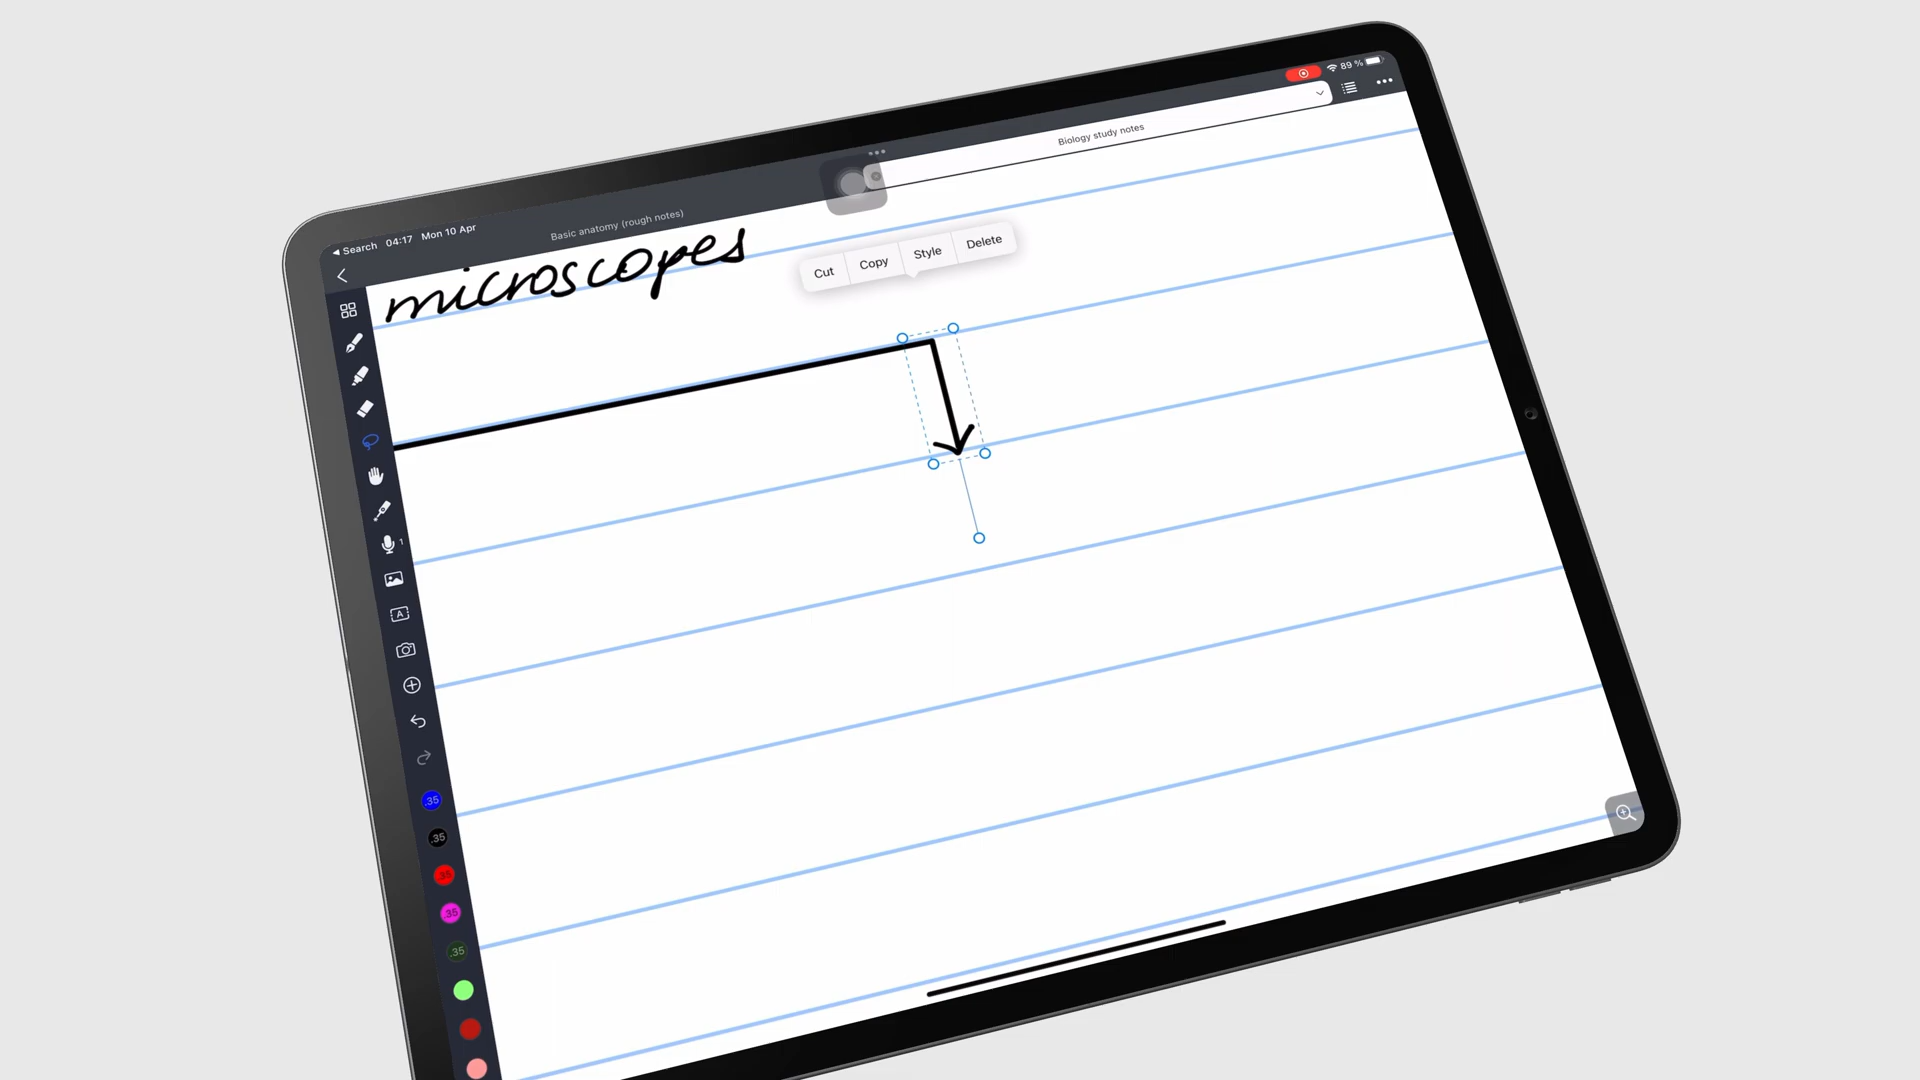 Search 04:17 Mon 10 Apr
89 %
Basic anatomy (rough notes)
Biology study notes
microscopes
Cut Copy Style Delete
1
A
.35
.35
.35
.35
.35